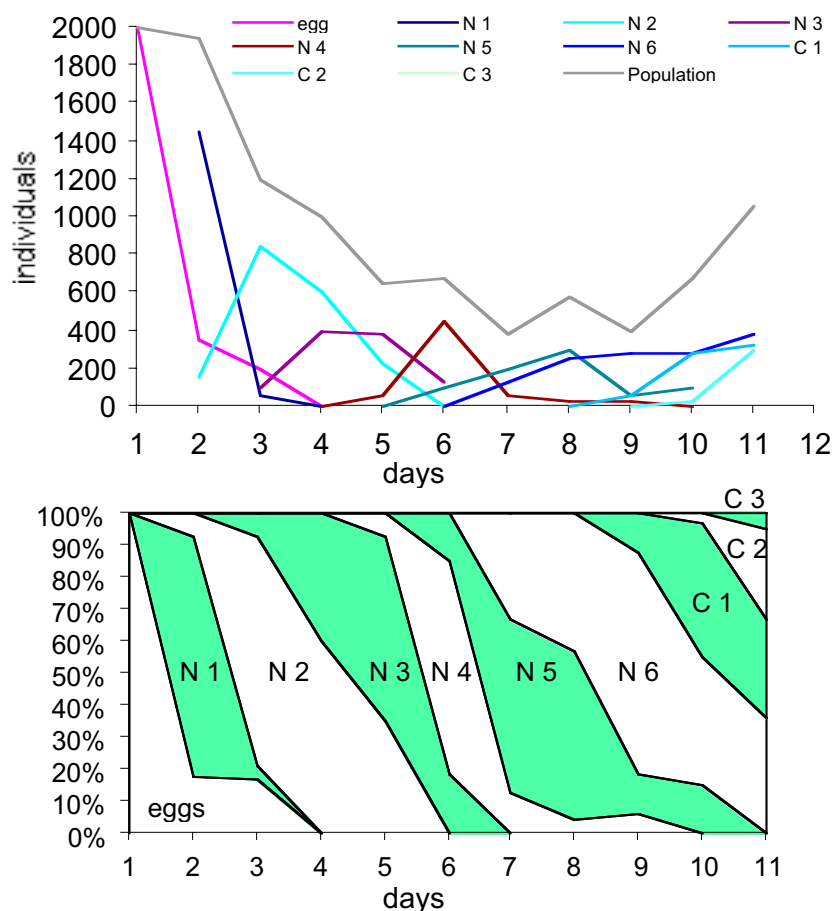 egg N 1 N 2 N 3
N 4 N 5 N 6 C 1
C 2 C 3 Population
2000
1800
1600
1400
1200
1000
800
600
400
200
0
individuals
1 2 3 4 5 6 7 8 9 10 11 12
days
C 3
100%
90%
80%
70%
60%
50%
40%
30%
20%
10%
0%
C 2
C 1
N 1 N 2 N 3 N 4 N 5 N 6
eggs
1 2 3 4 5 6 7 8 9 10 11
days